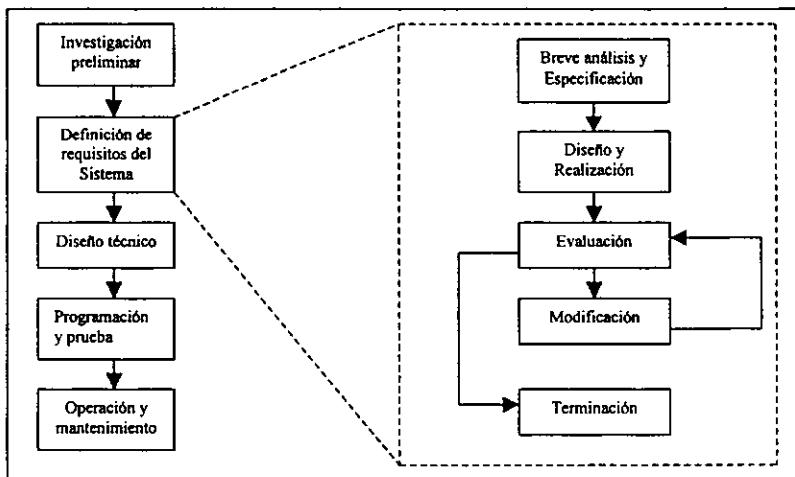 Investigación
preliminar
Definición de
requisitos del
Sistema
Diseño técnico
Programación
y prueba
Operación y
mantenimiento
Breve análisis y
Especificación
Diseño y
Realización
Evaluación
Modificación
Terminación